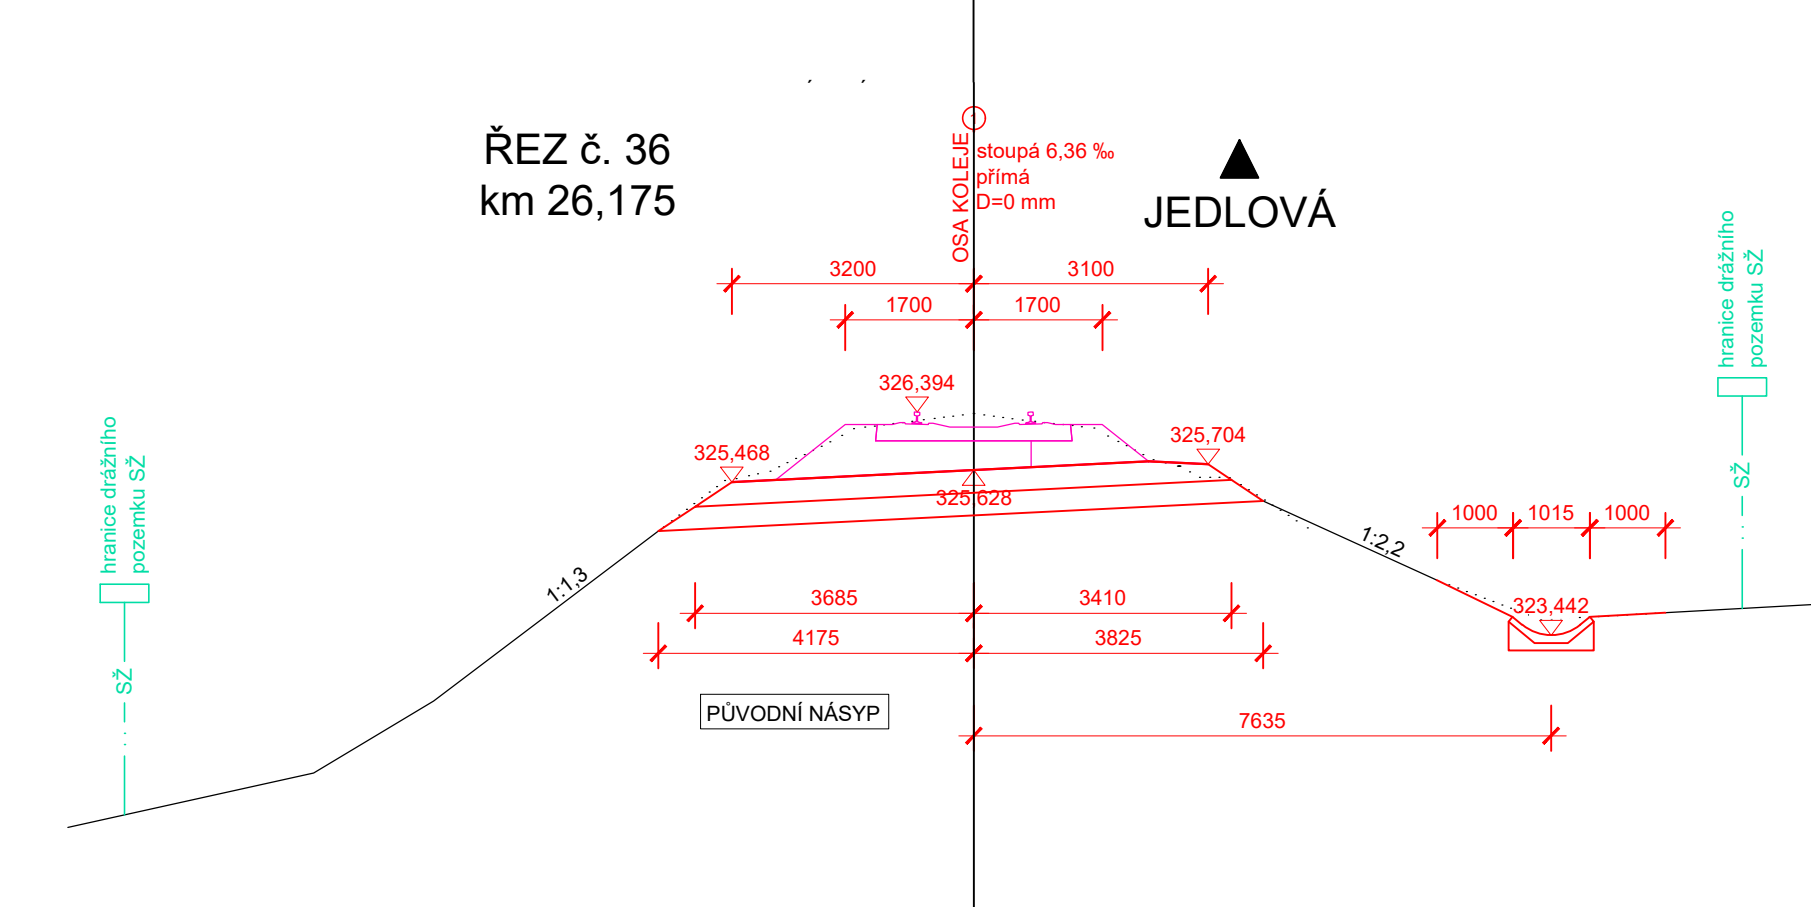 ŘEZ č. 36
km 26,175
1
OSA KOLEJE
stoupá 6,36 ‰
přímá
D=0 mm
JEDLOVÁ
hranice drážního
pozemku SŽ
SŽ
3200
3100
1700
1700
326,394
325,468
325,704
325,628
hranice drážního
pozemku SŽ
SŽ
1:1,3
1:2,2
1000
1015
1000
323,442
3685
3410
4175
3825
PŮVODNÍ NÁSYP
7635